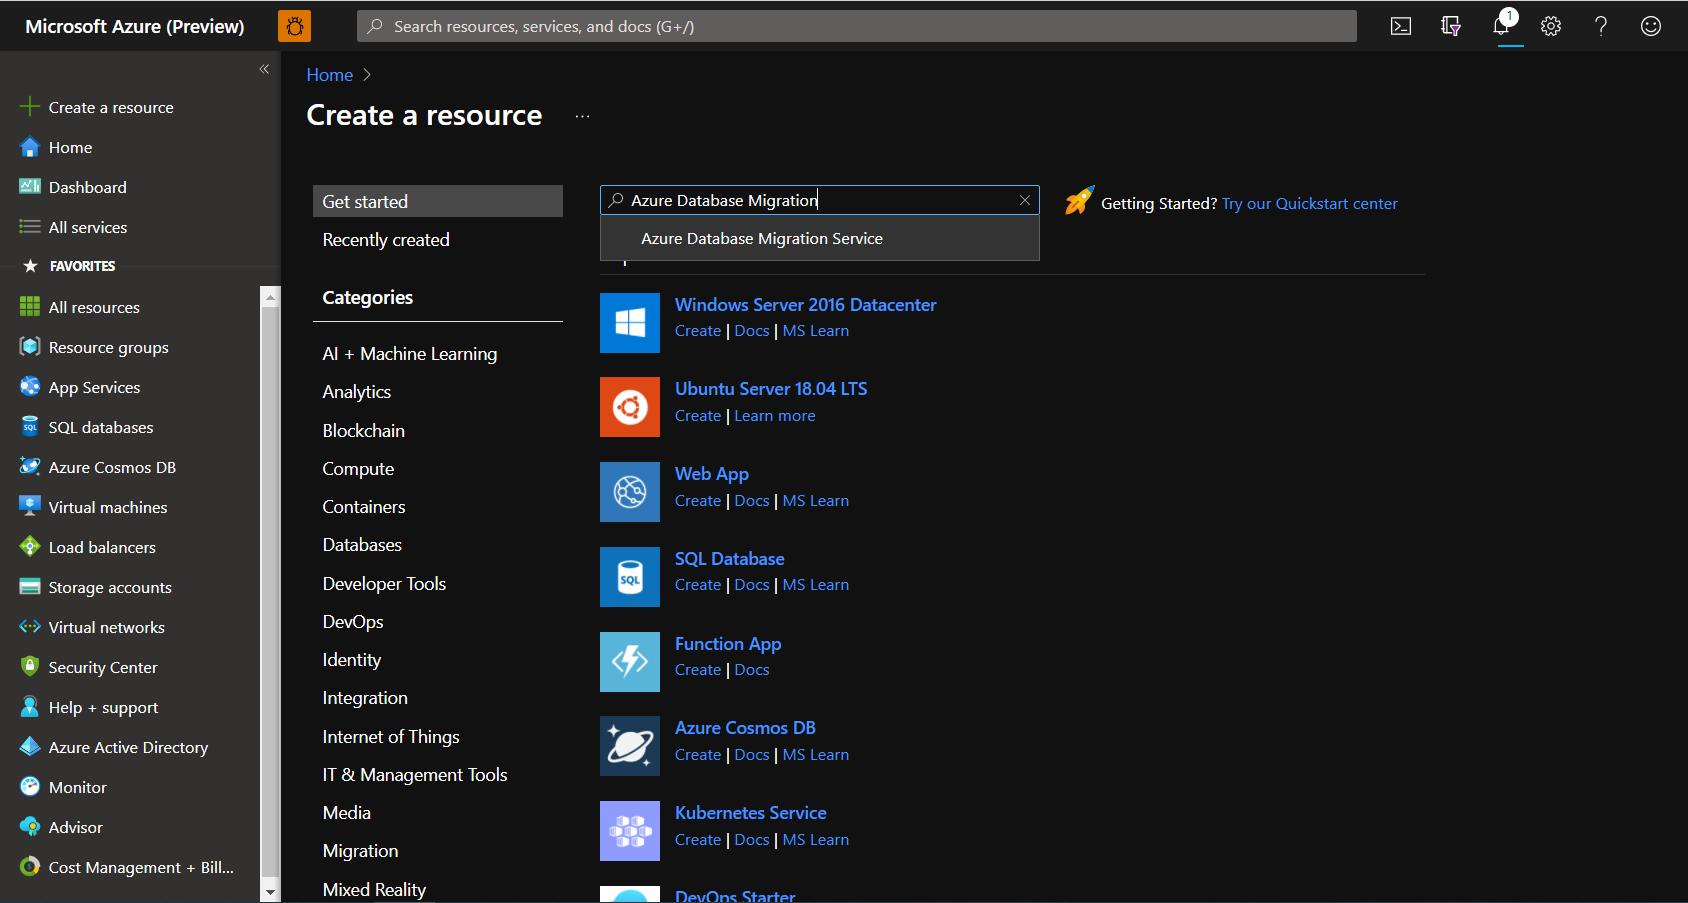 Microsoft Azure (Preview)
Search resources, services, and docs (G+/)
1
Create a resource
Home
Dashboard
All services
FAVORITES
All resources
Resource groups
App Services
SQL databases
Azure Cosmos DB
Virtual machines
Load balancers
Storage accounts
Virtual networks
Security Center
Help + support
Azure Active Directory
Monitor
Advisor
Cost Management + Bill...
Home
Create a resource
Get started
Recently created
Categories
AI + Machine Learning
Analytics
Blockchain
Compute
Containers
Databases
Developer Tools
DevOps
Identity
Integration
Internet of Things
IT & Management Tools
Media
Migration
Mixed Reality
Azure Database Migration
Azure Database Migration Service
Getting Started? Try our Quickstart center
Windows Server 2016 Datacenter
Create | Docs | MS Learn
Ubuntu Server 18.04 LTS
Create | Learn more
Web App
Create | Docs | MS Learn
SQL
SQL Database
Create | Docs | MS Learn
Function App
Create | Docs
Azure Cosmos DB
Create | Docs | MS Learn
Kubernetes Service
Create | Docs | MS Learn
DevOps Starter